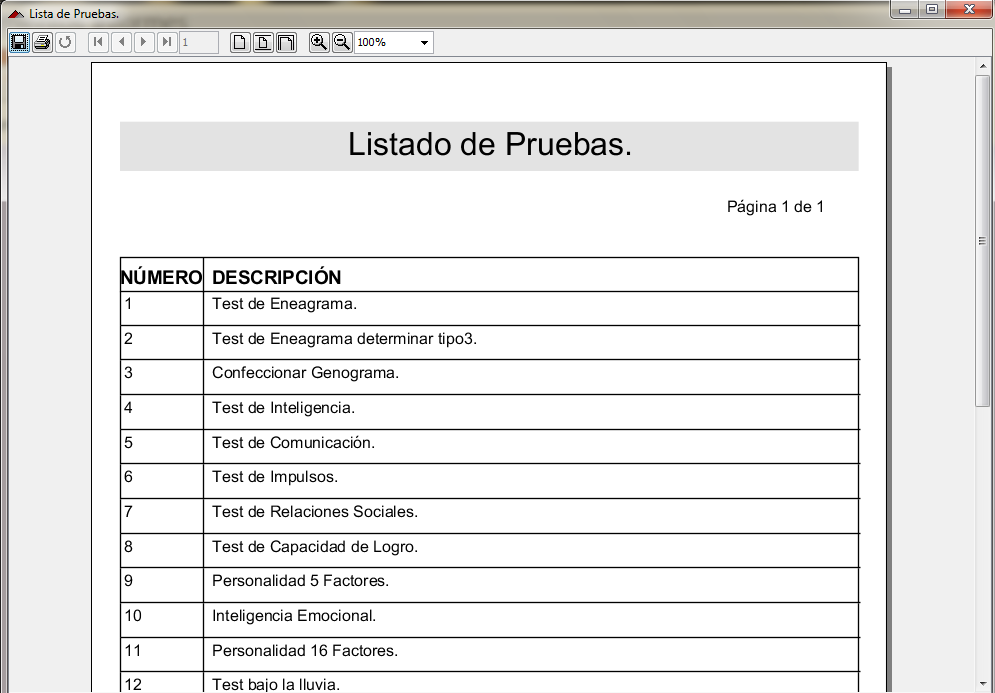 Lista de Pruebas.
1
100%
Listado de Pruebas.
Página 1 de 1
NÚMERO DESCRIPCIÓN
1 Test de Eneagrama.
2 Test de Eneagrama determinar tipo3.
3 Confeccionar Genograma.
4 Test de Inteligencia.
5 Test de Comunicación.
6 Test de Impulsos.
7 Test de Relaciones Sociales.
8 Test de Capacidad de Logro.
9 Personalidad 5 Factores.
10 Inteligencia Emocional.
11 Personalidad 16 Factores.
12 Test bajo la lluvia.